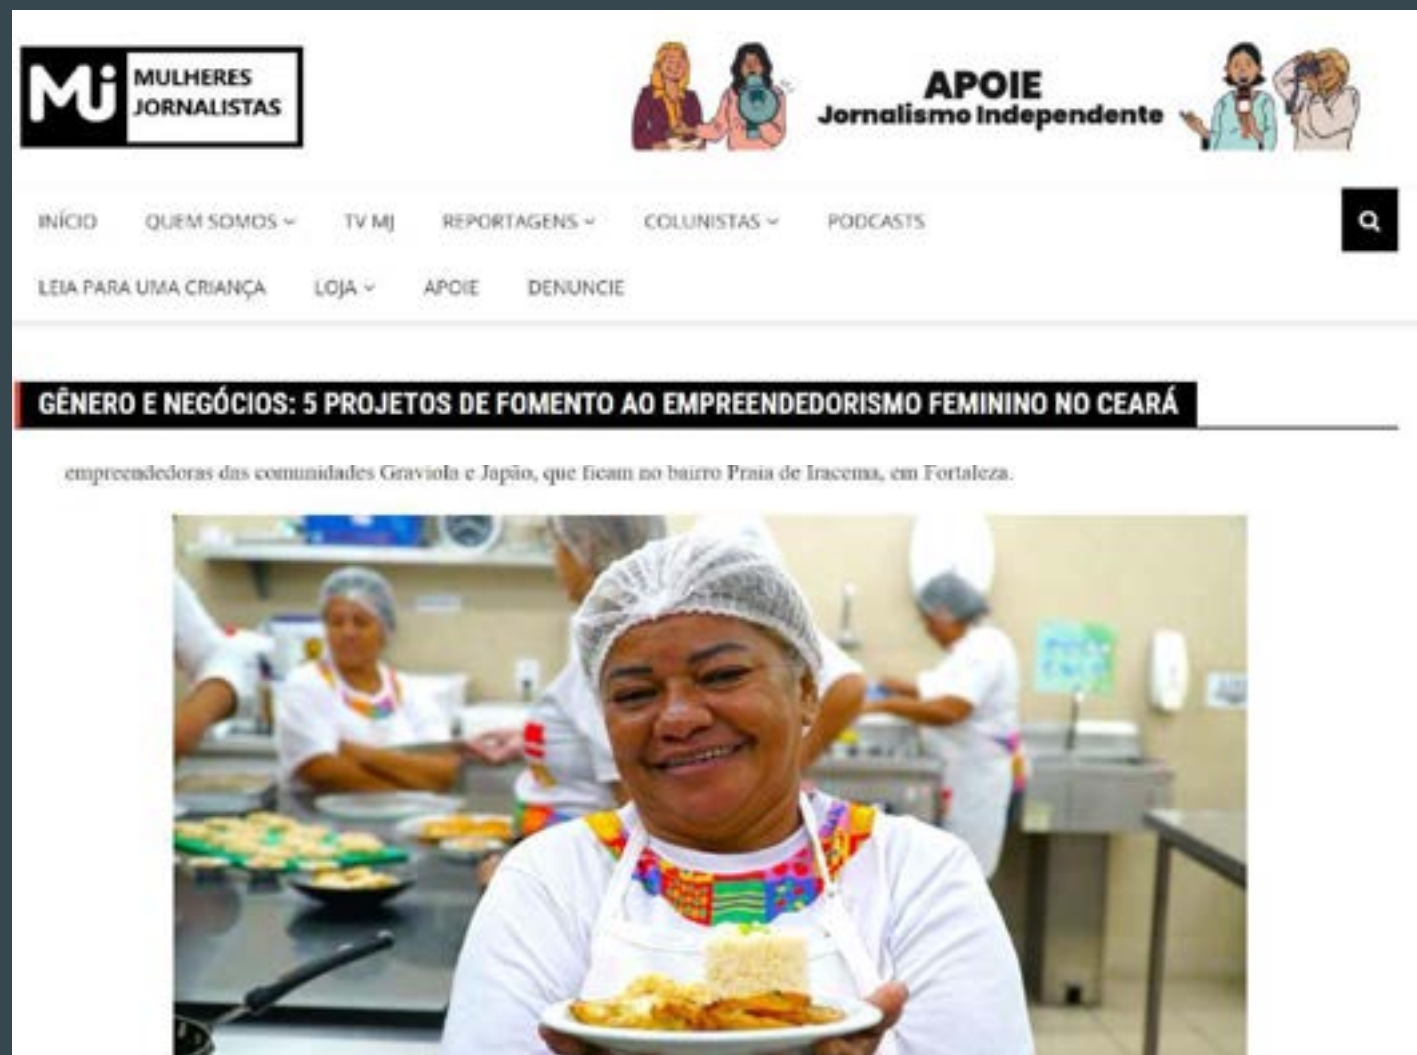 MJ MULHERES
JORNALISTAS
APOIE
Jornalismo Independente
INÍCIO QUEM SOMOS TV MJ REPORTAGENS COLUNISTAS PODCASTS
LEIA PARA UMA CRIANÇA LOJA APOIE DENUNCIE
GÊNERO E NEGÓCIOS: 5 PROJETOS DE FOMENTO AO EMPREENDEDORISMO FEMININO NO CEARÁ
empreendedoras das comunidades Graviola e Japão, que ficam no bairro Praia de Iracema, em Fortaleza.